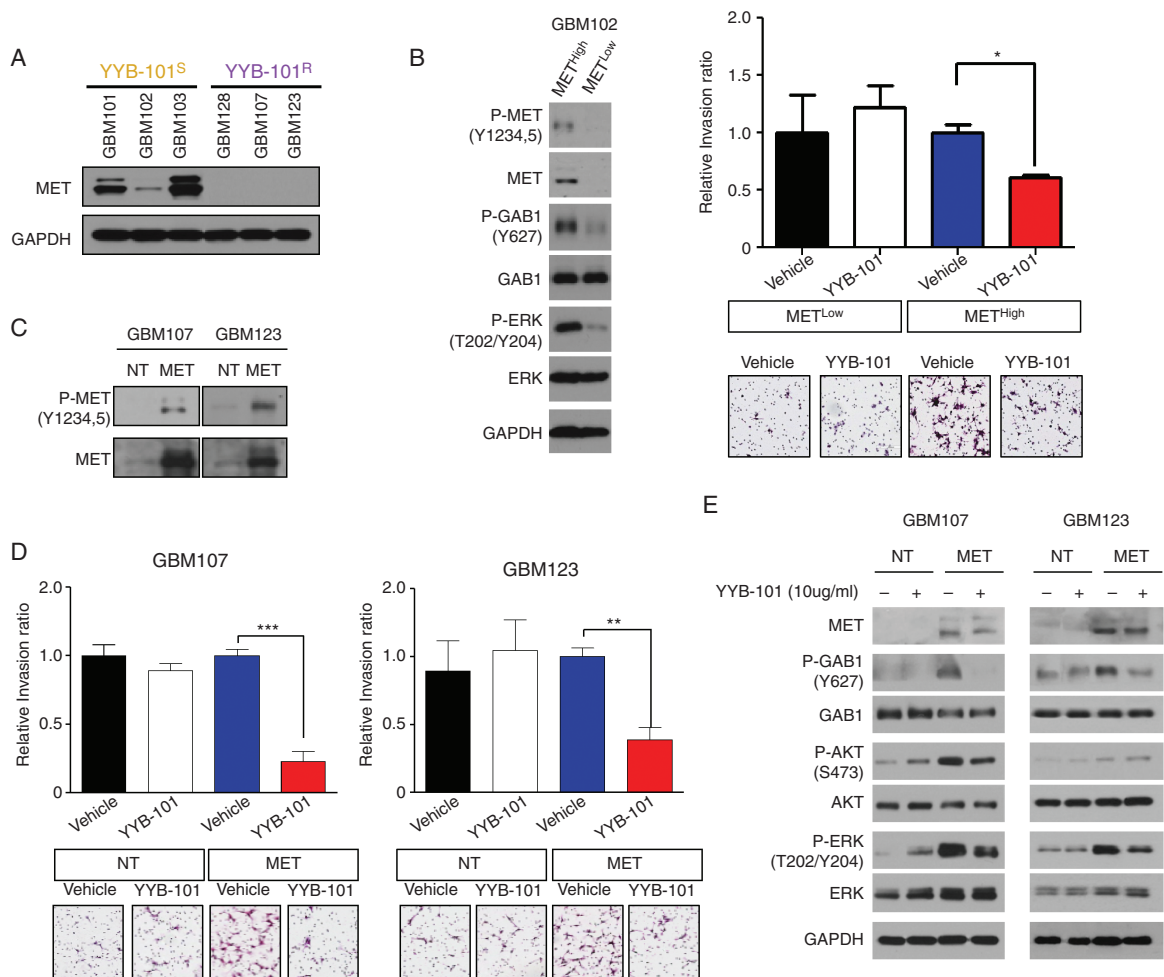 A
YYB-101S YYB-101R
GBM101 GBM102 GBM103 GBM128 GBM107 GBM123
MET
GAPDH
B
GBM102
METHigh METLow
P-MET
(Y1234,5)
MET
P-GAB1
(Y627)
GAB1
P-ERK
(T202/Y204)
ERK
GAPDH
Relative Invasion ratio
2.0
1.5
1.0
0.5
0
*
Vehicle YYB-101 Vehicle YYB-101
METLow METHigh
Vehicle YYB-101 Vehicle YYB-101
C
GBM107 GBM123
NT MET NT MET
P-MET
(Y1234,5)
MET
D
GBM107
Relative Invasion ratio
2.0
1.0
0.5
0
***
Vehicle YYB-101 Vehicle YYB-101
NT MET
Vehicle YYB-101 Vehicle YYB-101
GBM123
Relative Invasion ratio
2.0
1.0
0.5
0
**
Vehicle YYB-101 Vehicle YYB-101
NT MET
Vehicle YYB-101 Vehicle YYB-101
E
GBM107 GBM123
NT MET NT MET
YYB-101 (10ug/ml) – + – + – + – +
MET
P-GAB1
(Y627)
GAB1
P-AKT
(S473)
AKT
P-ERK
(T202/Y204)
ERK
GAPDH